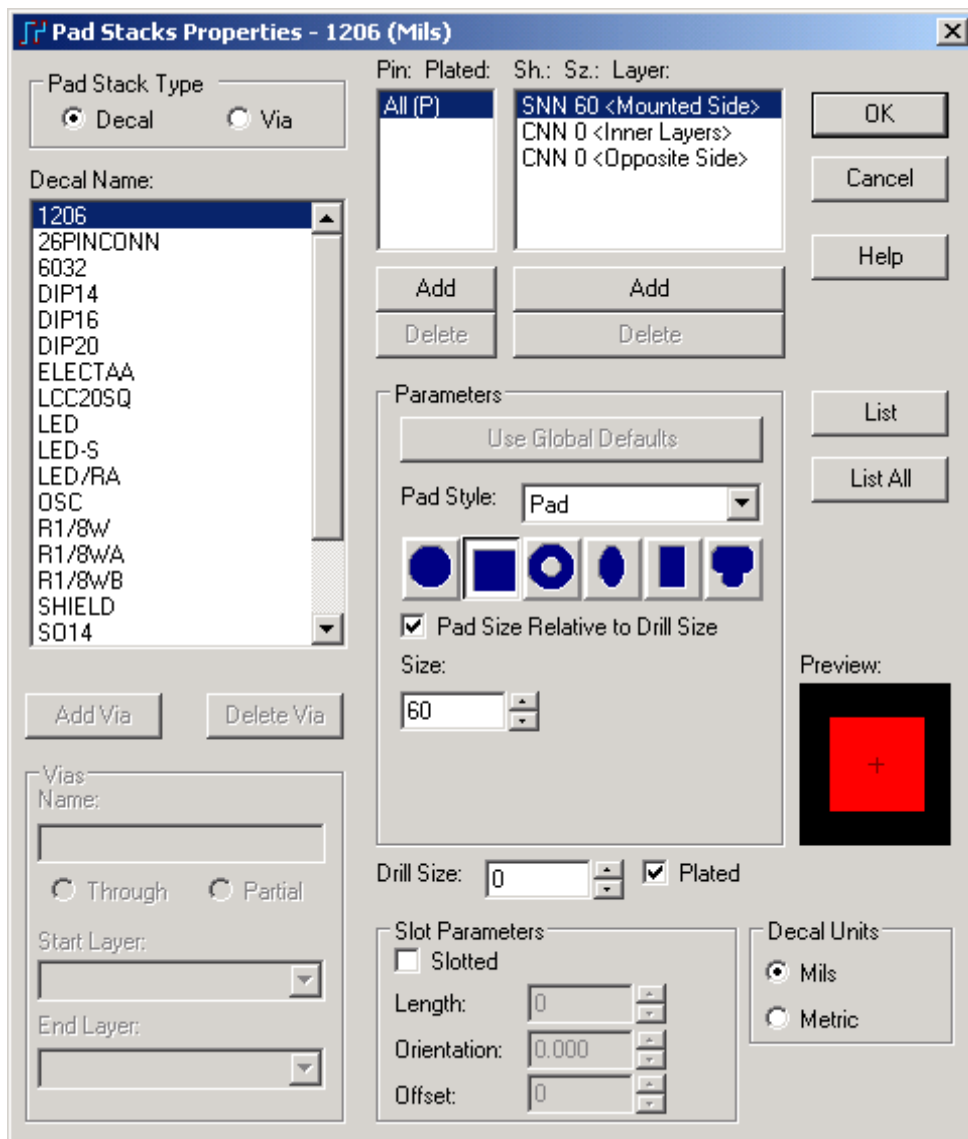 Pad Stacks Properties - 1206 (Mils)
Pad Stack Type
Decal
Via
Decal Name:
1206
26PINCONN
6032
DIP14
DIP16
DIP20
ELECTAA
LCC20SQ
LED
LED-S
LED/RA
OSC
R1/8W
R1/8WA
R1/8WB
SHIELD
SO14
Add Via
Delete Via
Vias
Name:
Through
Partial
Start Layer:
End Layer:
Pin: Plated:
All (P)
Sh.: Sz.: Layer:
SNN 60 <Mounted Side>
CNN 0 <Inner Layers>
CNN 0 <Opposite Side>
Add
Delete
Add
Delete
Parameters
Use Global Defaults
Pad Style:
Pad
Pad Size Relative to Drill Size
Size:
60
Drill Size:
0
Plated
Slot Parameters
Slotted
Length:
0
Orientation:
0.000
Offset:
0
OK
Cancel
Help
List
List All
Preview:
Decal Units
Mils
Metric